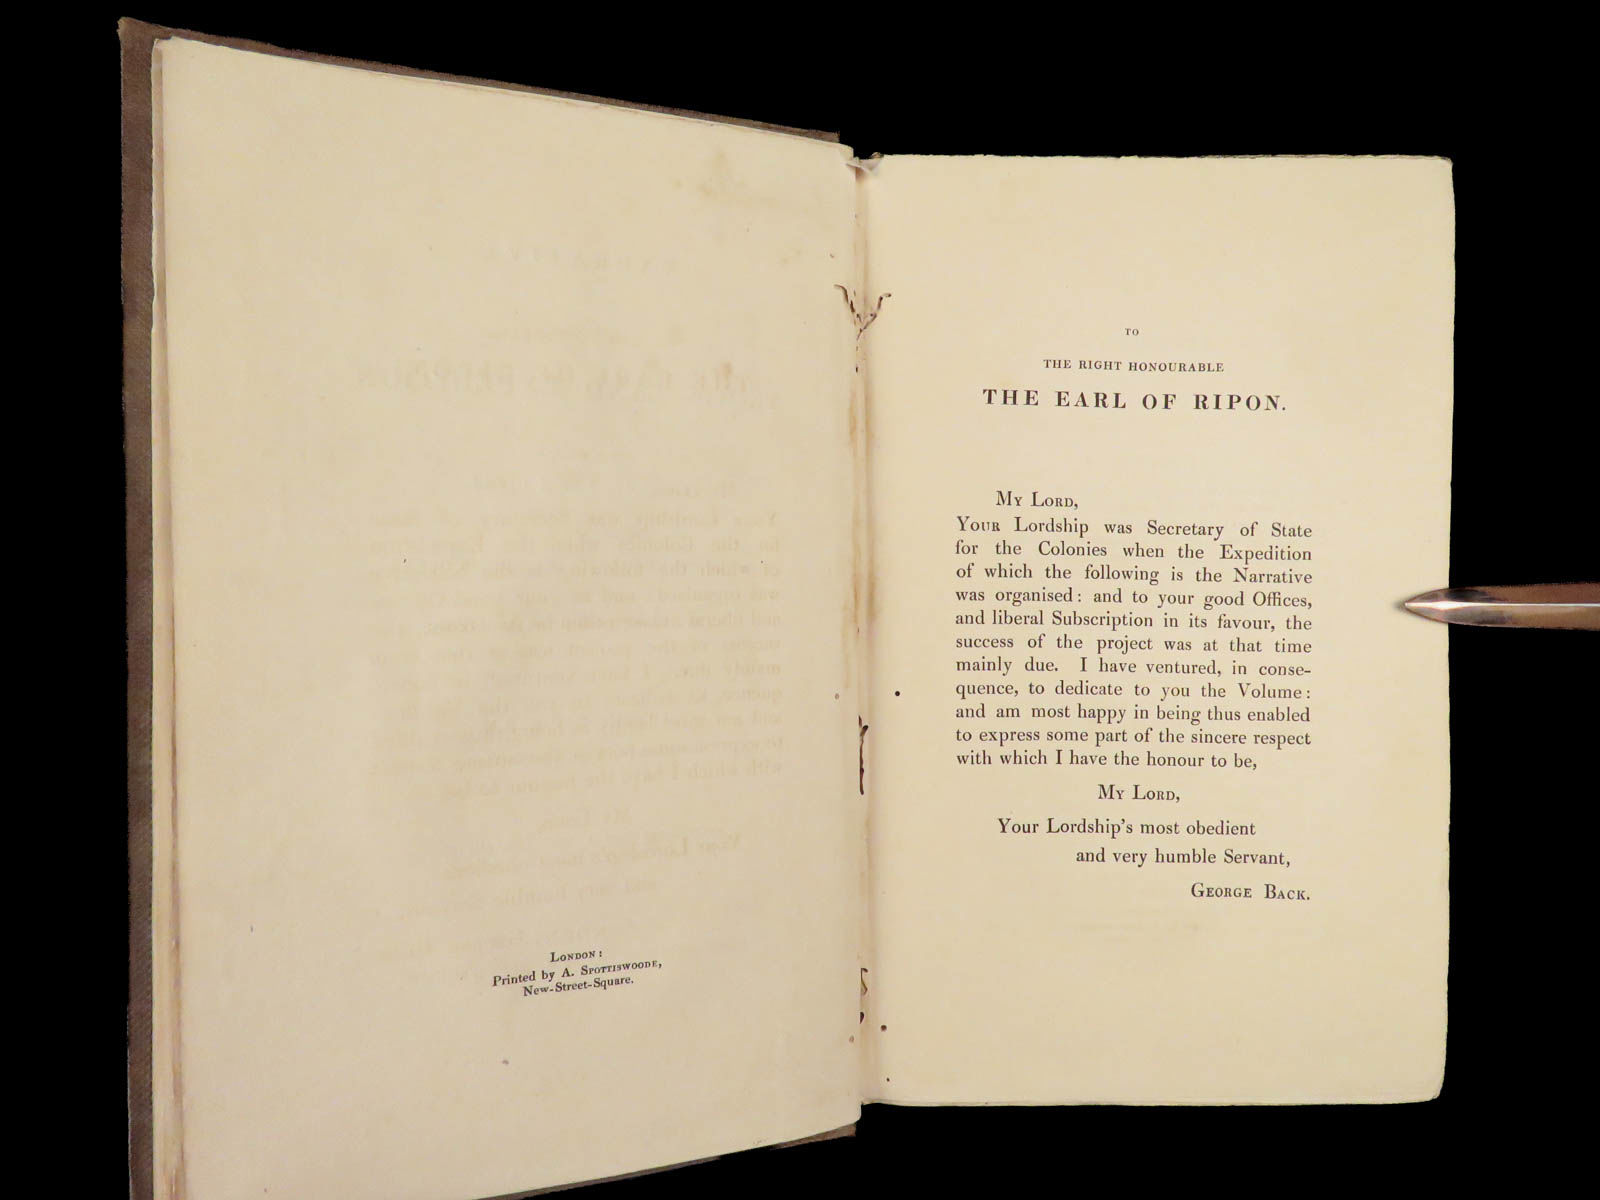 London:
Printed by A. Spottiswoode,
New-Street-Square.
TO
THE RIGHT HONOURABLE
THE EARL OF RIPON.
My Lord,
Your Lordship was Secretary of State
for the Colonies when the Expedition
of which the following is the Narrative
was organised: and to your good Offices,
and liberal Subscription in its favour, the
success of the project was at that time
mainly due. I have ventured, in conse-
quence, to dedicate to you the Volume:
and am most happy in being thus enabled
to express some part of the sincere respect
with which I have the honour to be,
My Lord,
Your Lordship's most obedient
and very humble Servant,
George Back.